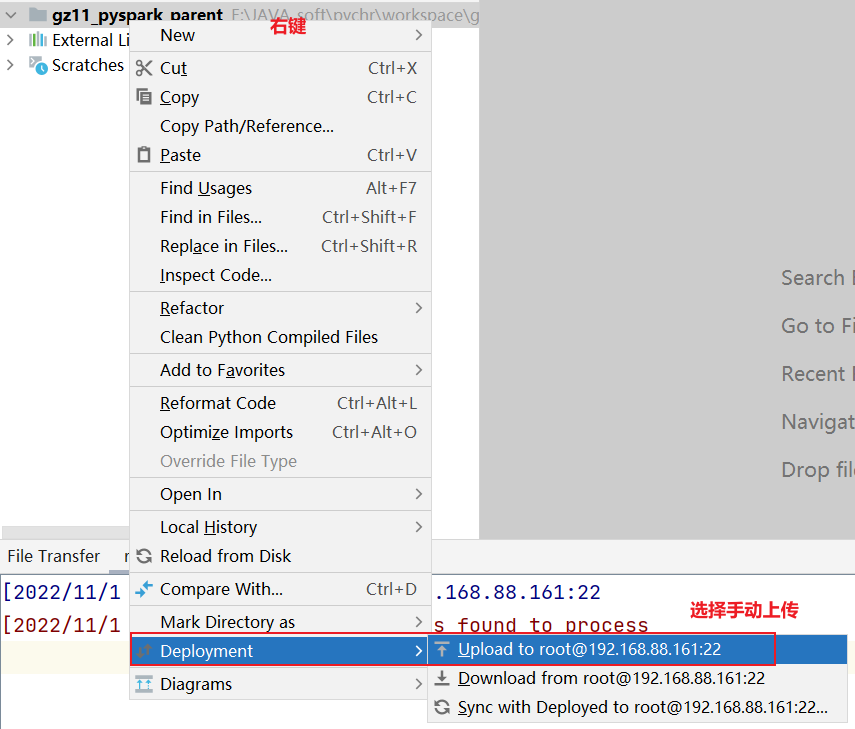 gz11_pyspark_parent F:\JAVA_soft\pychr\workspace\g
右键
External Li
Scratches
New
Cut Ctrl+X
Copy Ctrl+C
Copy Path/Reference...
Paste Ctrl+V
Find Usages Alt+F7
Find in Files... Ctrl+Shift+F
Replace in Files... Ctrl+Shift+R
Inspect Code...
Refactor
Clean Python Compiled Files
Add to Favorites
Reformat Code Ctrl+Alt+L
Optimize Imports Ctrl+Alt+O
Override File Type
Open In
Local History
Reload from Disk
Compare With... Ctrl+D
Mark Directory as
Deployment
Diagrams
Search
Go to Fi
Recent
Navigat
Drop file
File Transfer
[2022/11/1 .168.88.161:22
选择手动上传
[2022/11/1 s found to process
Upload to root@192.168.88.161:22
Download from root@192.168.88.161:22
Sync with Deployed to root@192.168.88.161:22...